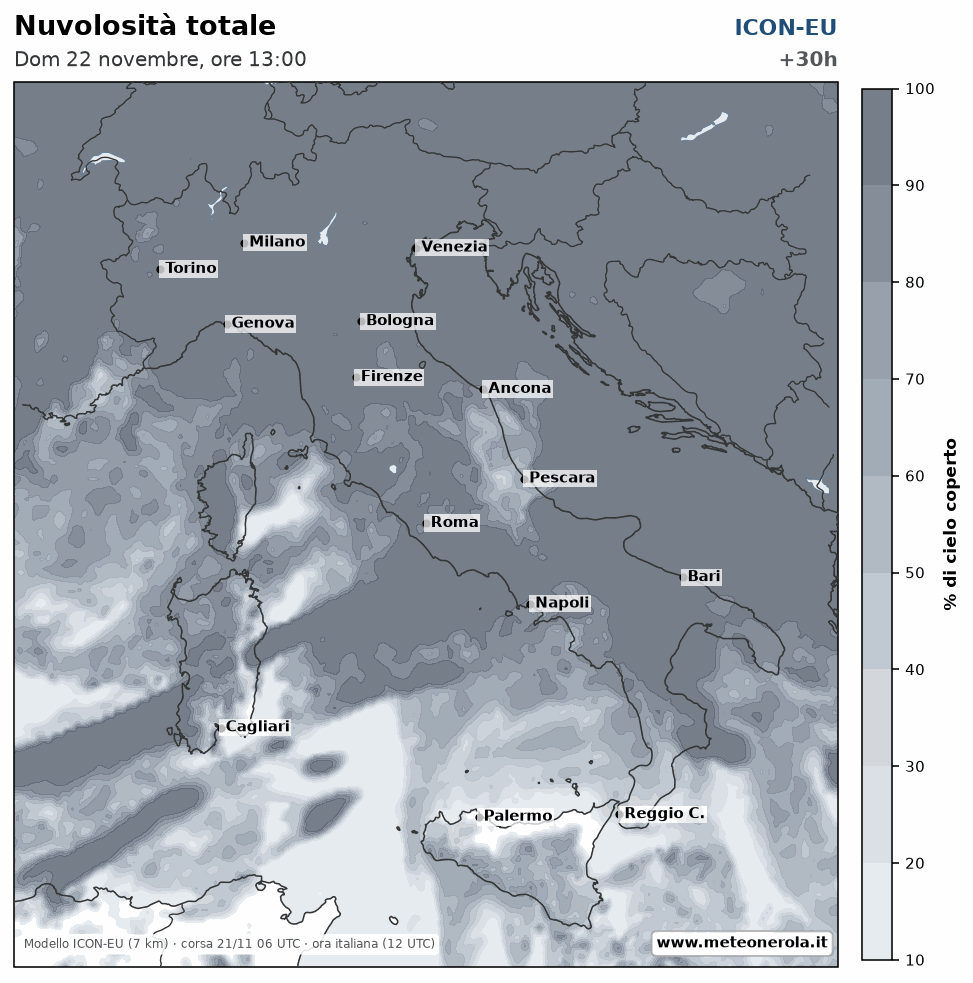 Nuvolosità totale
ICON-EU
Dom 22 novembre, ore 13:00
+30h
Milano
Venezia
Torino
Genova
Bologna
Firenze
Ancona
Pescara
Roma
Bari
Napoli
Cagliari
Palermo
Reggio C.
100
90
80
70
60
50
40
30
20
10
% di cielo coperto
Modello ICON-EU (7 km) · corsa 21/11 06 UTC · ora italiana (12 UTC)
www.meteonerola.it